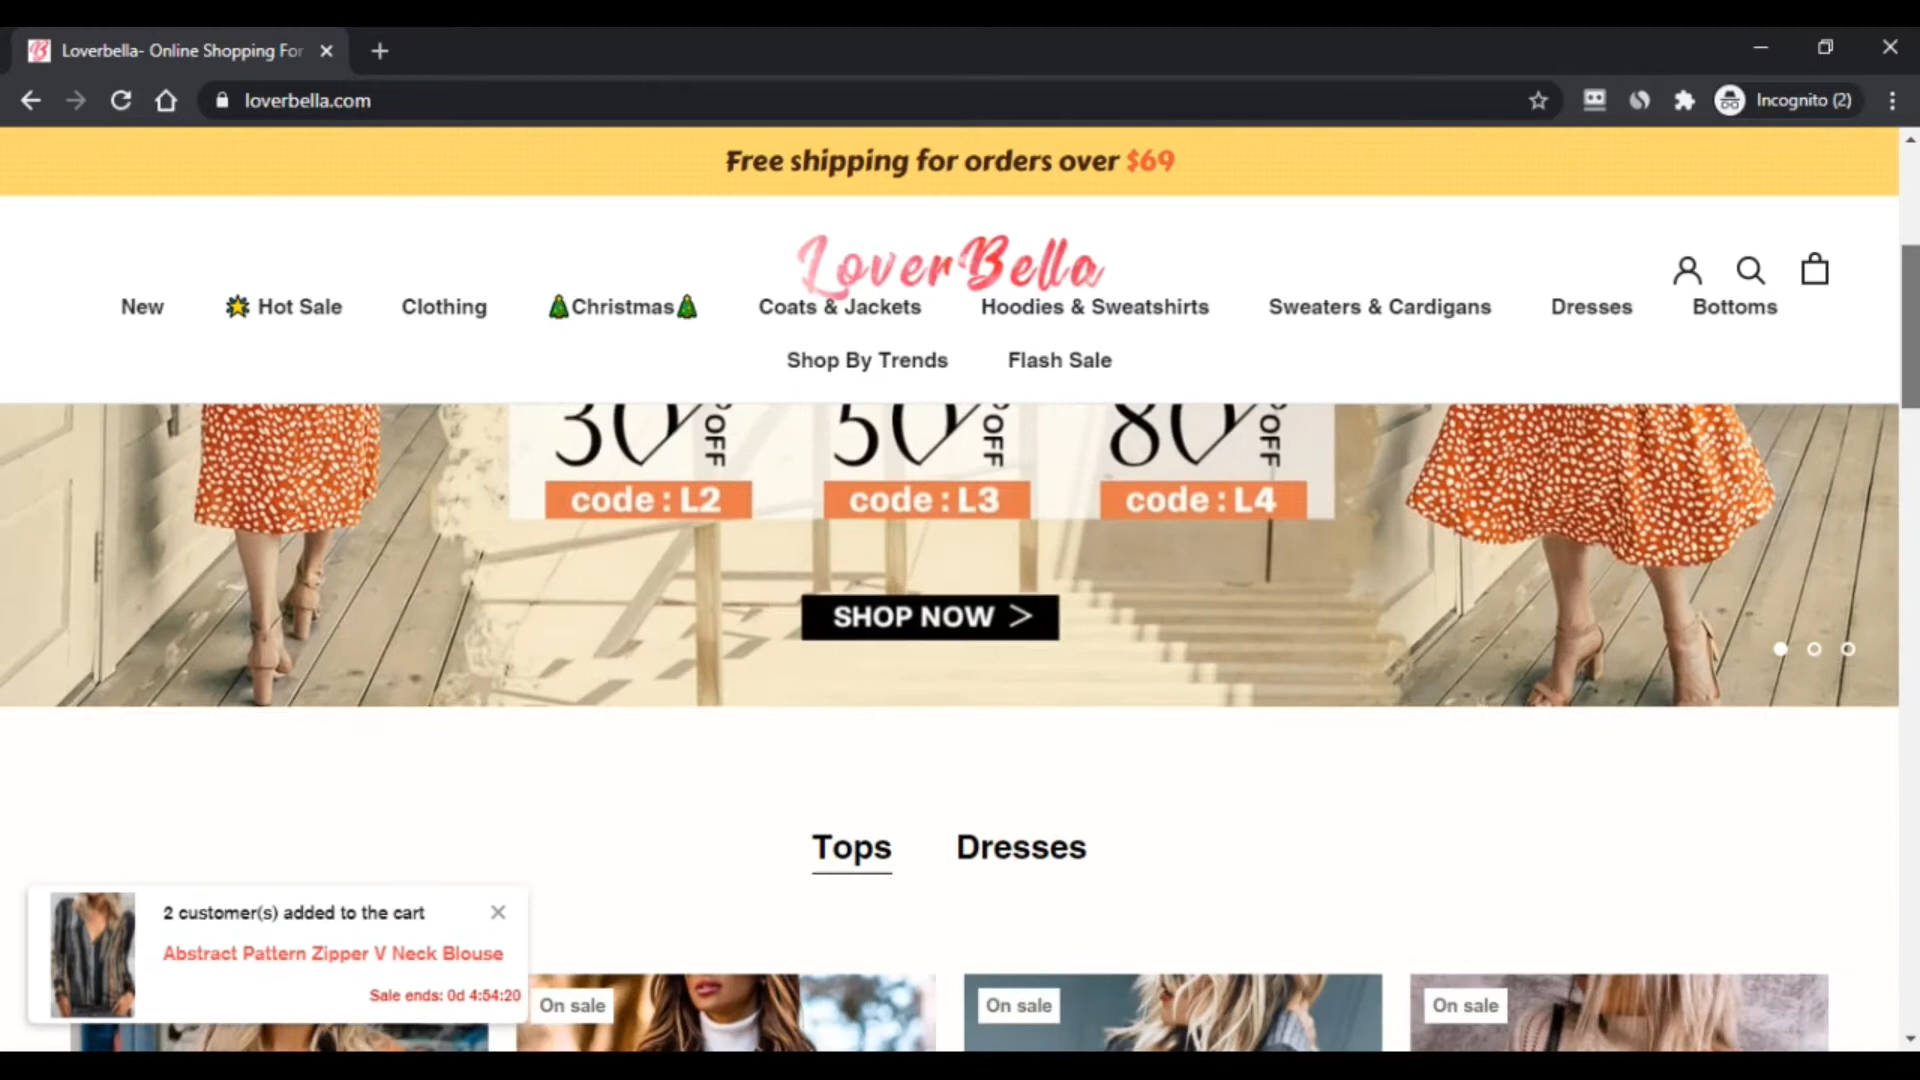 Loverbella- Online Shopping For
loverbella.com
Incognito (2)
Free shipping for orders over $69
LoverBella
New
Hot Sale
Clothing
Christmas
Coats & Jackets
Hoodies & Sweatshirts
Sweaters & Cardigans
Dresses
Bottoms
Shop By Trends
Flash Sale
30% OFF
50% OFF
80% OFF
code : L2
code : L3
code : L4
SHOP NOW >
Tops
Dresses
2 customer(s) added to the cart
Abstract Pattern Zipper V Neck Blouse
Sale ends: 0d 4:54:20
On sale
On sale
On sale